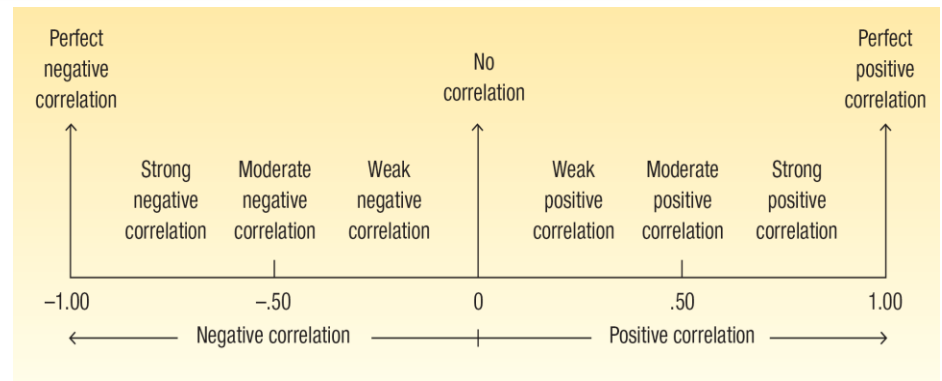 Perfect
negative
correlation
No
correlation
Perfect
positive
correlation
Strong
negative
correlation
Moderate
negative
correlation
Weak
negative
correlation
Weak
positive
correlation
Moderate
positive
correlation
Strong
positive
correlation
–1.00
–.50
0
.50
1.00
Negative correlation
Positive correlation